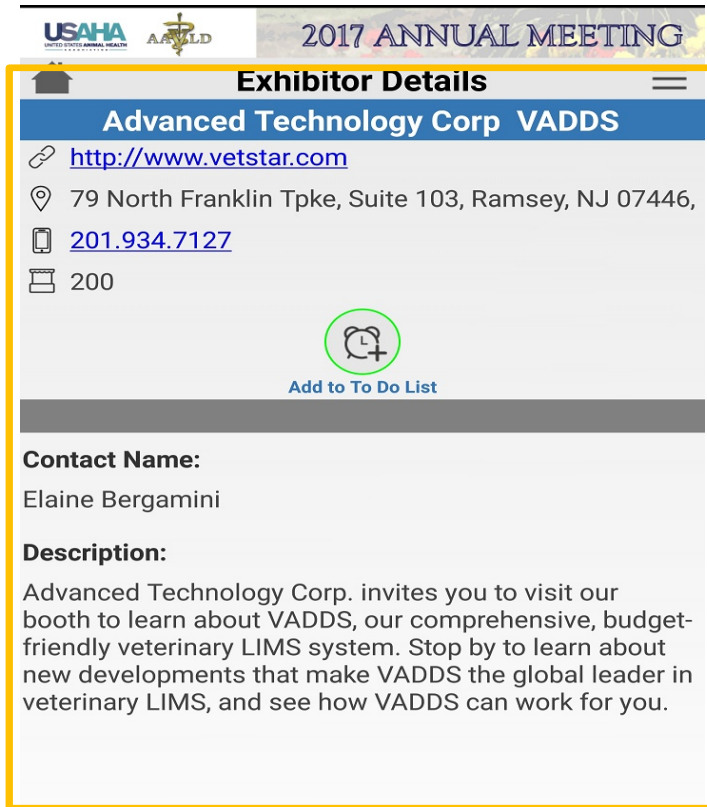 USAHA
UNITED STATES ANIMAL HEALTH
ASSOCIATION
AAVLD
2017 ANNUAL MEETING
Exhibitor Details
Advanced Technology Corp VADDS
http://www.vetstar.com
79 North Franklin Tpke, Suite 103, Ramsey, NJ 07446,
201.934.7127
200
Add to To Do List
Contact Name:
Elaine Bergamini
Description:
Advanced Technology Corp. invites you to visit our
booth to learn about VADDS, our comprehensive, budget-
friendly veterinary LIMS system. Stop by to learn about
new developments that make VADDS the global leader in
veterinary LIMS, and see how VADDS can work for you.